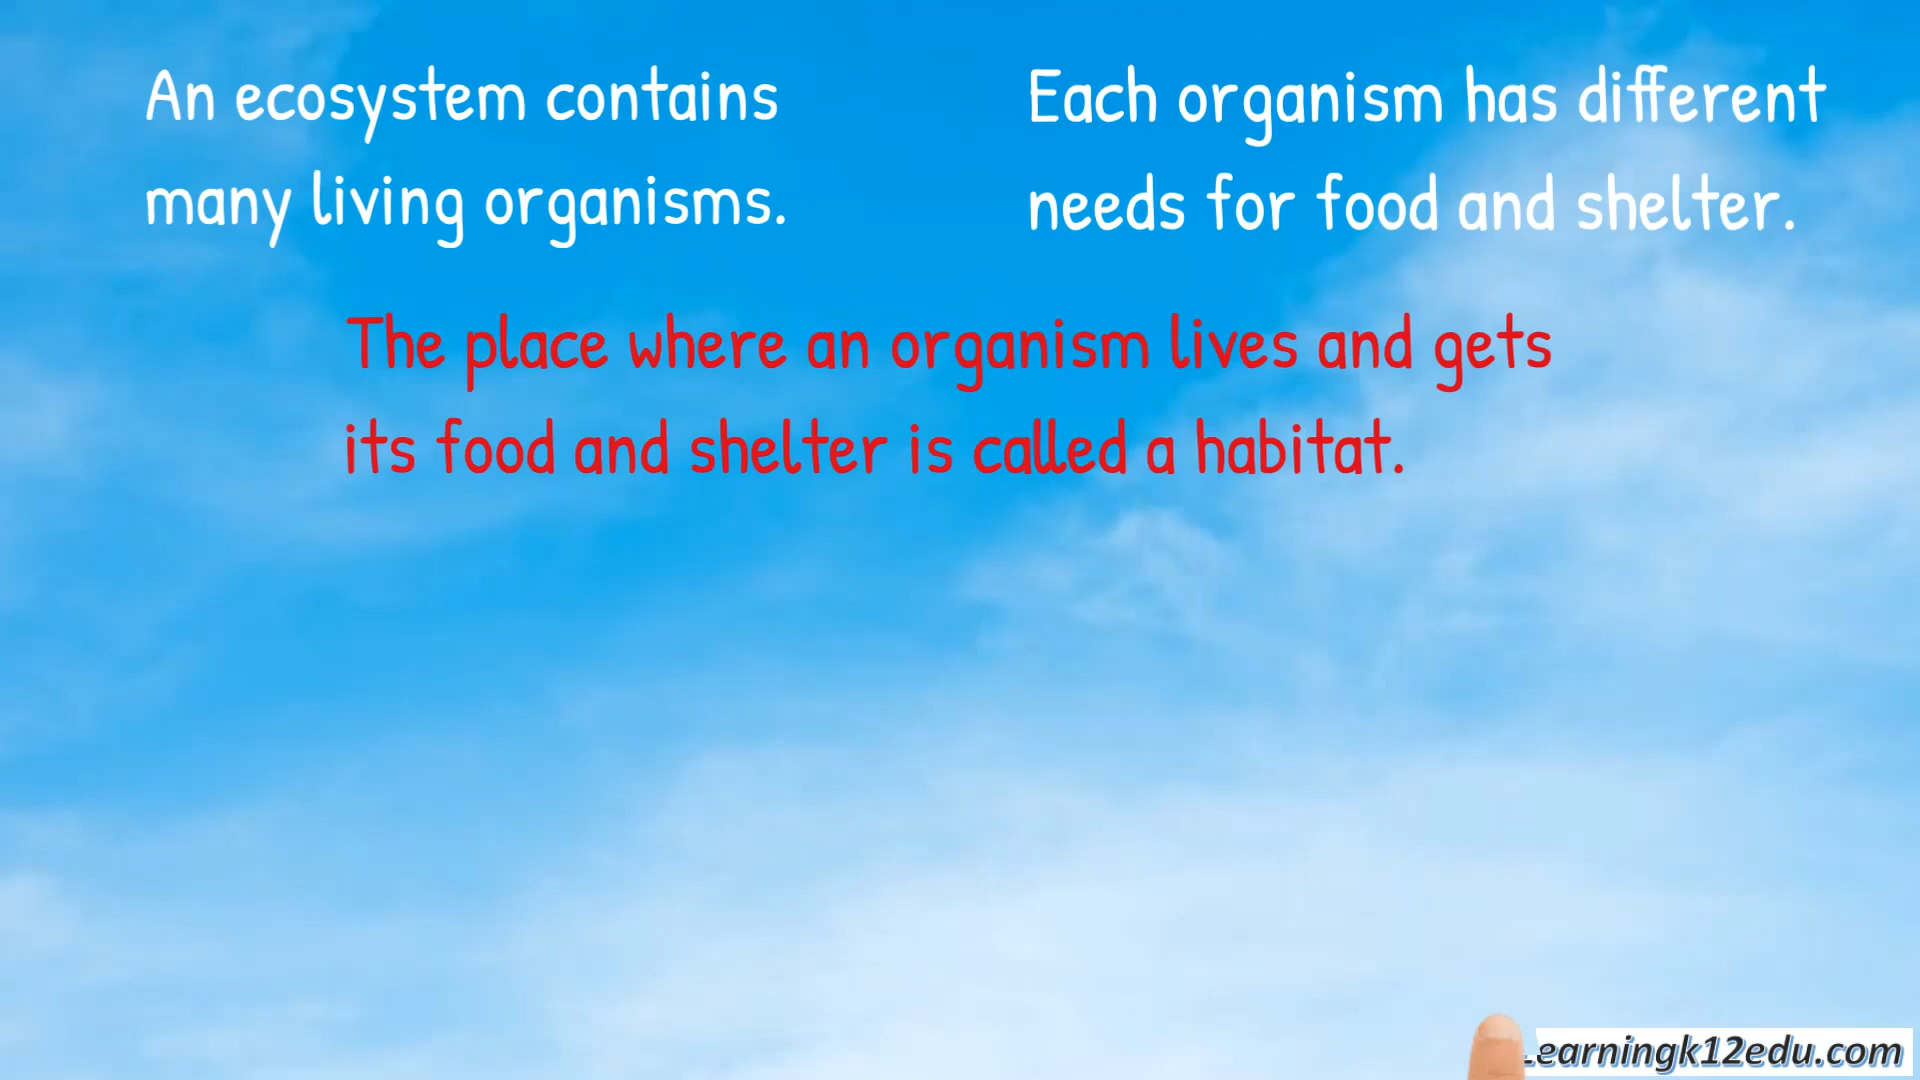 An ecosystem contains
many living organisms.
Each organism has different
needs for food and shelter.
The place where an organism lives and gets
its food and shelter is called a habitat.
Learningk12edu.com